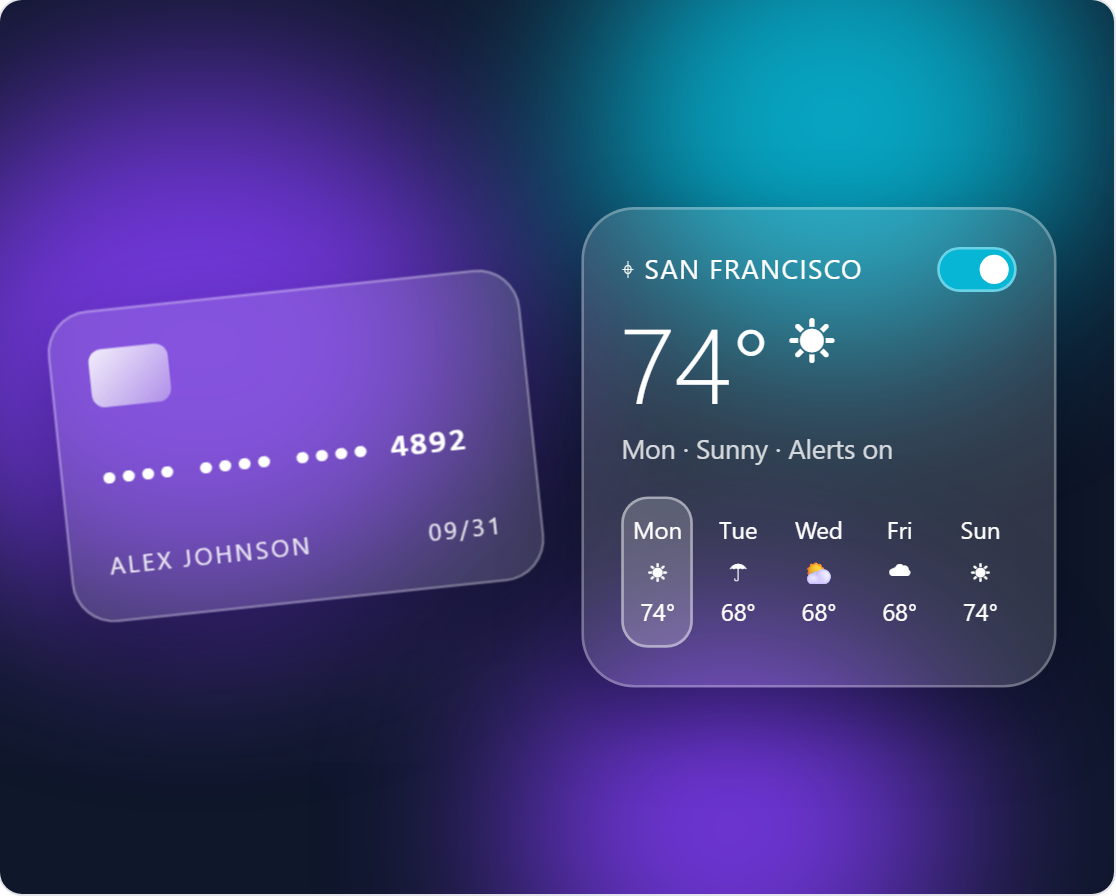 •••• •••• •••• 4892
ALEX JOHNSON 09/31
SAN FRANCISCO
74°
Mon · Sunny · Alerts on
Mon Tue Wed Fri Sun
74° 68° 68° 68° 74°